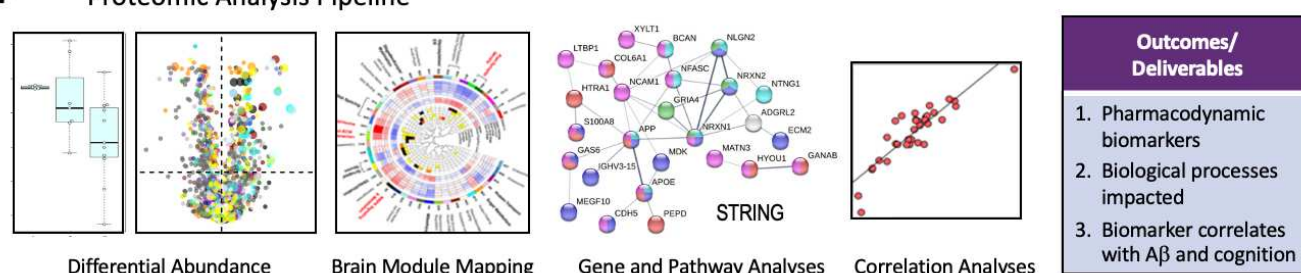 Proteomic Analysis Pipeline
XYLT1
BCAN
NLGN2
LTBP1
COL6A1
NFASC
NRXN2
NCAM1
NTNG1
HTRA1
GRIA4
ADGRL2
S100A8
APP
NRXN1
ECM2
GAS6
MDK
MATN3
GANAB
IGHV3-15
HYOU1
APOE
MEGF10
CDH5
PEPD
STRING
Outcomes/
Deliverables
1. Pharmacodynamic
biomarkers
2. Biological processes
impacted
3. Biomarker correlates
with Aβ and cognition
Differential Abundance
Brain Module Mapping
Gene and Pathway Analyses
Correlation Analyses